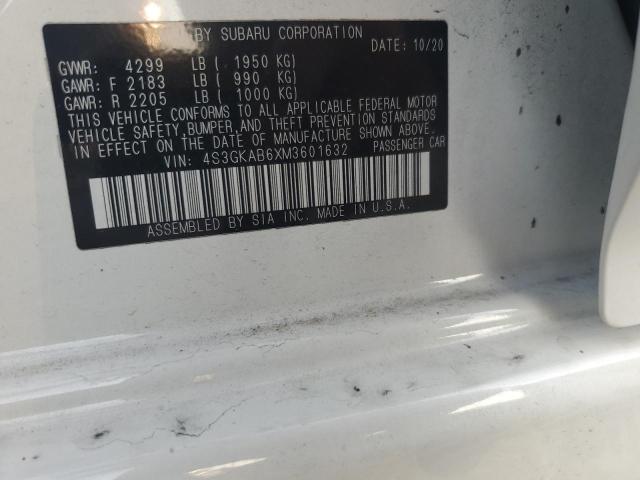 BY SUBARU CORPORATION
DATE: 10/20
GVWR: 4299 LB ( 1950 KG)
GAWR: F 2183 LB ( 990 KG)
GAWR: R 2205 LB ( 1000 KG)
THIS VEHICLE CONFORMS TO ALL APPLICABLE FEDERAL MOTOR
VEHICLE SAFETY,BUMPER,AND THEFT PREVENTION STANDARDS
IN EFFECT ON THE DATE OF MANUFACTURE SHOWN ABOVE.
VIN: 4S3GKAB6XM3601632 PASSENGER CAR
ASSEMBLED BY SIA INC. MADE IN U.S.A.